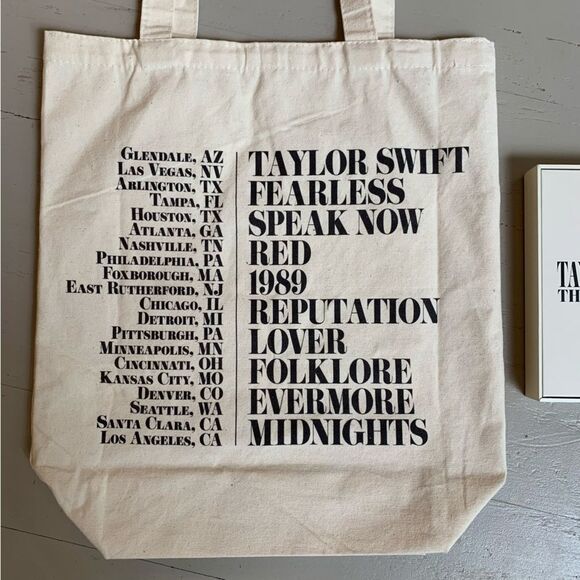 Glendale, AZ
Las Vegas, NV
Arlington, TX
Tampa, FL
Houston, TX
Atlanta, GA
Nashville, TN
Philadelphia, PA
Foxborough, MA
East Rutherford, NJ
Chicago, IL
Detroit, MI
Pittsburgh, PA
Minneapolis, MN
Cincinnati, OH
Kansas City, MO
Denver, CO
Seattle, WA
Santa Clara, CA
Los Angeles, CA
TAYLOR SWIFT
FEARLESS
SPEAK NOW
RED
1989
REPUTATION
LOVER
FOLKLORE
EVERMORE
MIDNIGHTS
TA
TH